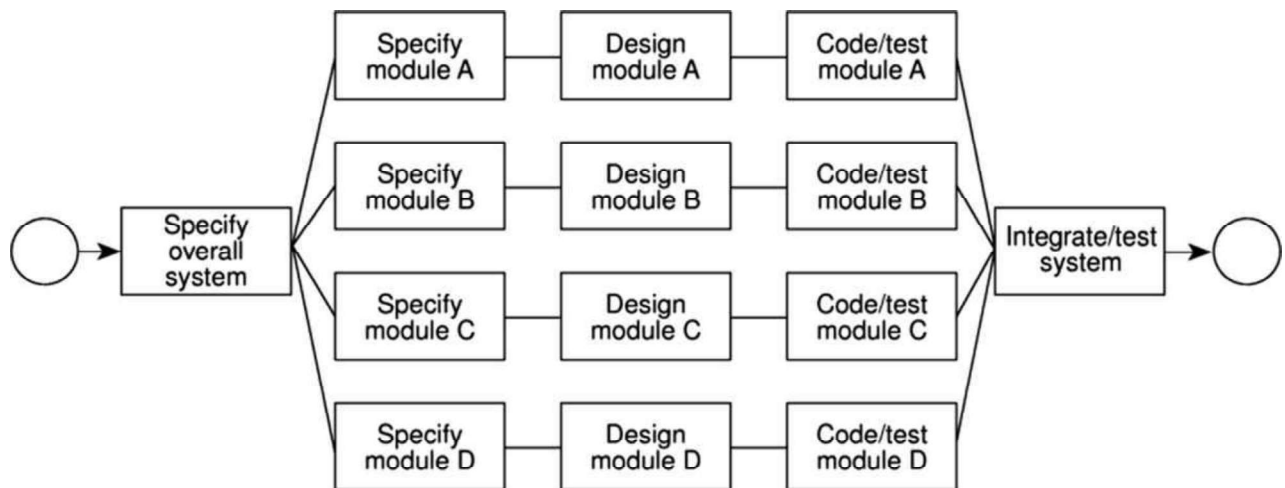 Specify
module A
Design
module A
Code/test
module A
Specify
module B
Design
module B
Code/test
module B
Specify
overall
system
Integrate/test
system
Specify
module C
Design
module C
Code/test
module C
Specify
module D
Design
module D
Code/test
module D